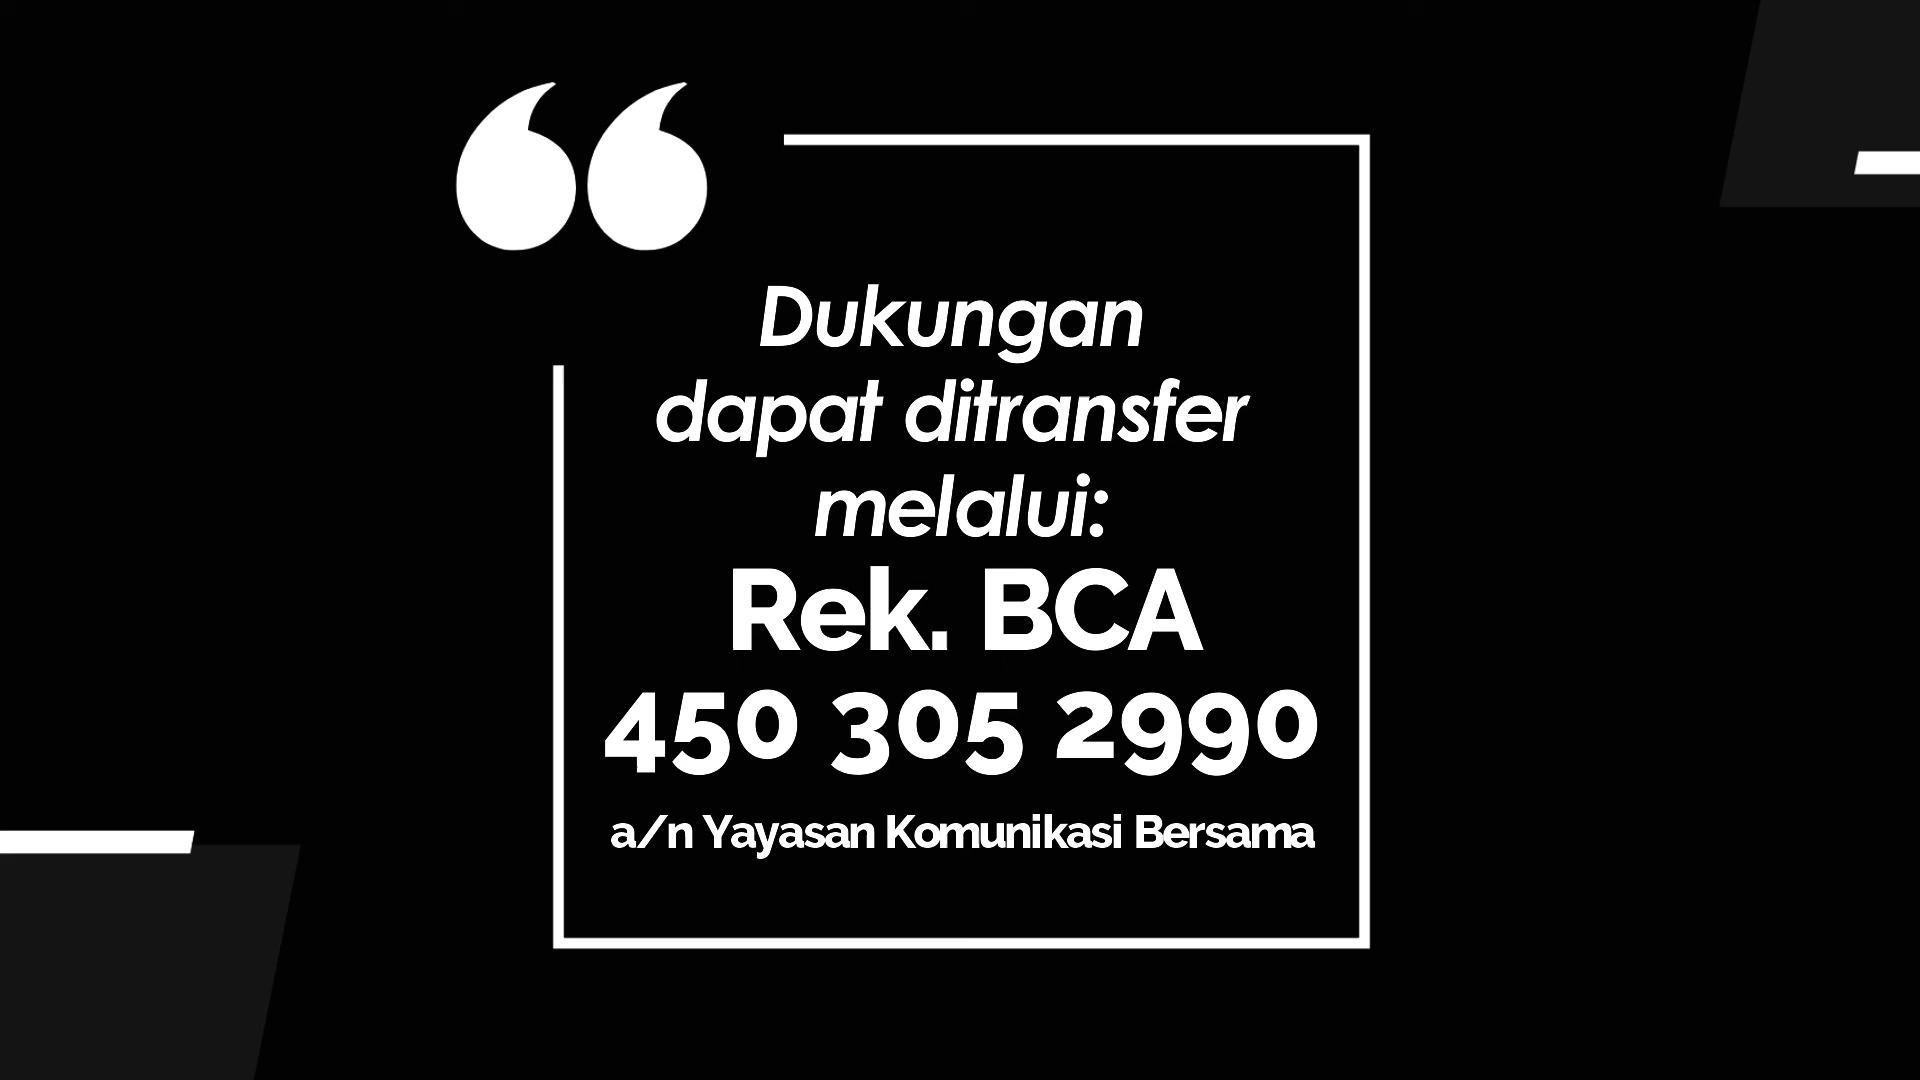 Dukungan
dapat ditransfer
melalui:
Rek. BCA
450 305 2990
a/n Yayasan Komunikasi Bersama